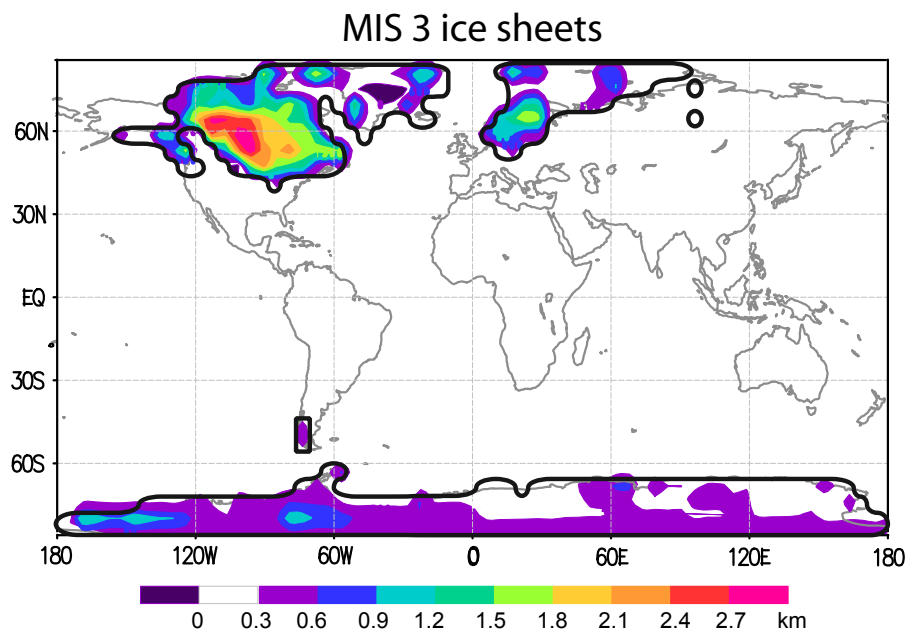 MIS 3 ice sheets
60N
30N
EQ
30S
60S
180 120W 60W 0 60E 120E 180
0 0.3 0.6 0.9 1.2 1.5 1.8 2.1 2.4 2.7 km